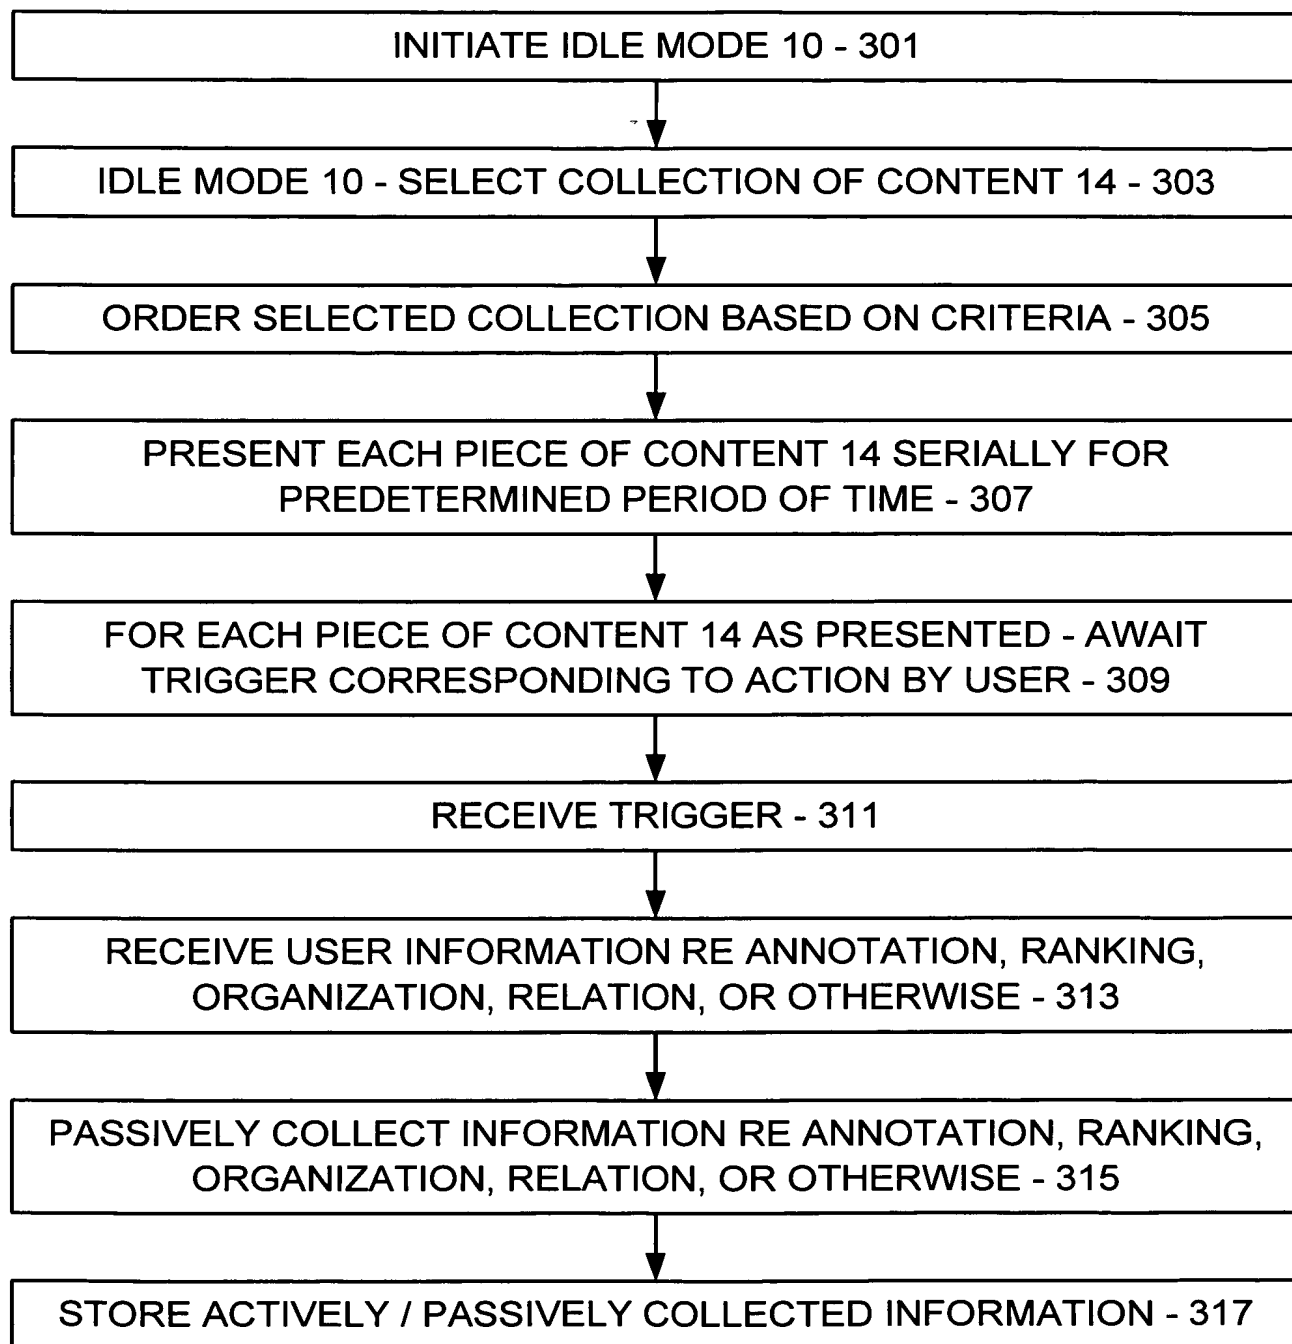 INITIATE IDLE MODE 10 - 301
IDLE MODE 10 - SELECT COLLECTION OF CONTENT 14 - 303
ORDER SELECTED COLLECTION BASED ON CRITERIA - 305
PRESENT EACH PIECE OF CONTENT 14 SERIALLY FOR
PREDETERMINED PERIOD OF TIME - 307
FOR EACH PIECE OF CONTENT 14 AS PRESENTED - AWAIT
TRIGGER CORRESPONDING TO ACTION BY USER - 309
RECEIVE TRIGGER - 311
RECEIVE USER INFORMATION RE ANNOTATION, RANKING,
ORGANIZATION, RELATION, OR OTHERWISE - 313
PASSIVELY COLLECT INFORMATION RE ANNOTATION, RANKING,
ORGANIZATION, RELATION, OR OTHERWISE - 315
STORE ACTIVELY / PASSIVELY COLLECTED INFORMATION - 317